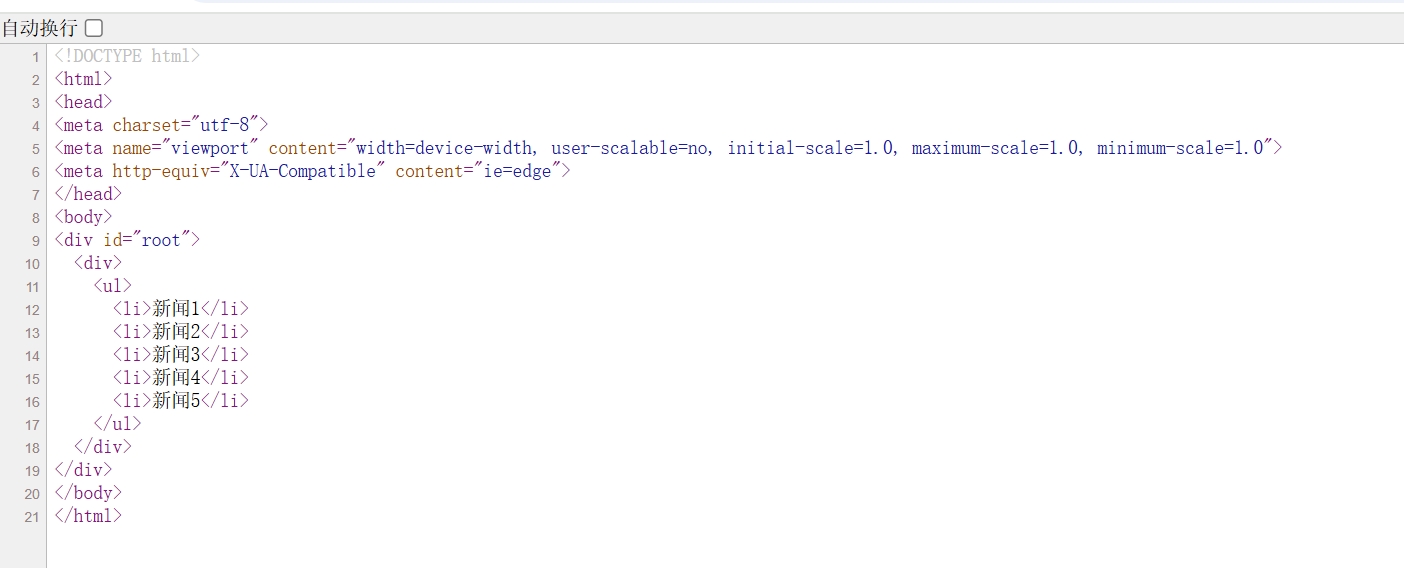 自动换行
1 <!DOCTYPE html>
2 <html>
3 <head>
4 <meta charset="utf-8">
5 <meta name="viewport" content="width=device-width, user-scalable=no, initial-scale=1.0, maximum-scale=1.0, minimum-scale=1.0">
6 <meta http-equiv="X-UA-Compatible" content="ie=edge">
7 </head>
8 <body>
9 <div id="root">
10   <div>
11     <ul>
12       <li>新闻1</li>
13       <li>新闻2</li>
14       <li>新闻3</li>
15       <li>新闻4</li>
16       <li>新闻5</li>
17     </ul>
18   </div>
19 </div>
20 </body>
21 </html>